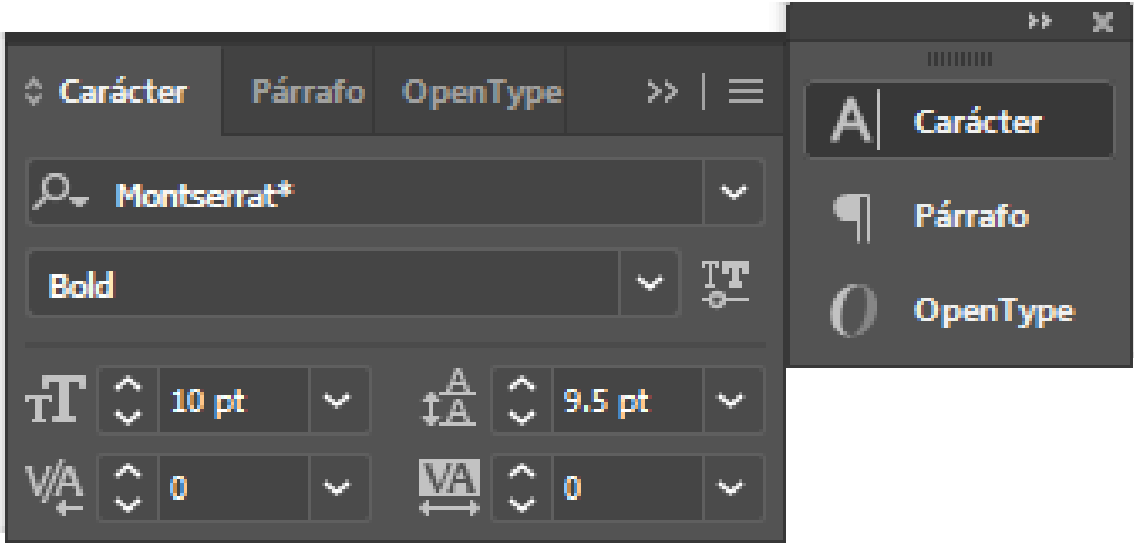 Carácter Párrafo OpenType
Montserrat*
Bold
10 pt 9.5 pt
0 0
Carácter
Párrafo
OpenType